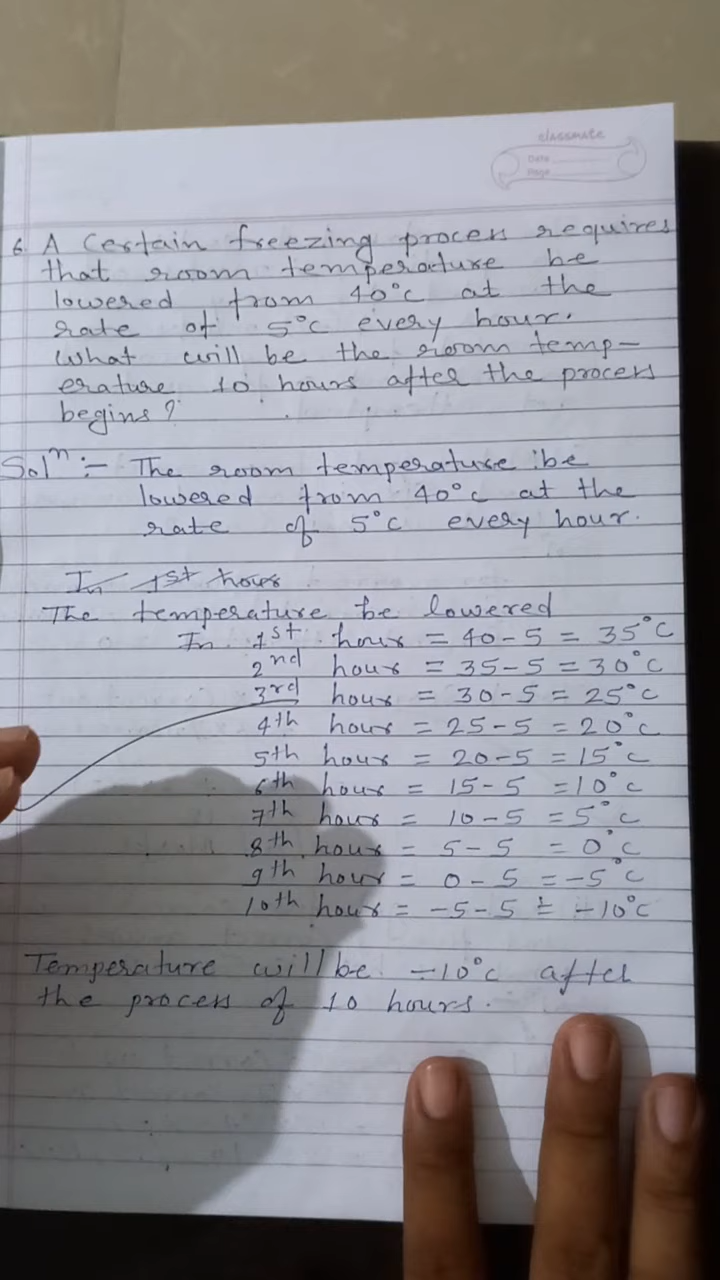 classmate
Date
Page
6. A Certain freezing process requires
that room temperature be
lowered from 40°c at the
rate of 5°c every hour.
What will be the room temp-
erature 10 hours after the process
begins?
Solⁿ :- The room temperature be
lowered from 40°c at the
rate of 5°c every hour.
In 1st hour
The temperature be lowered
In 1st hour = 40-5 = 35°C
2nd hour = 35-5 = 30°C
3rd hour = 30-5 = 25°C
4th hour = 25-5 = 20°C
5th hour = 20-5 = 15°C
6th hour = 15-5 = 10°C
7th hour = 10-5 = 5°C
8th hour = 5-5 = 0°C
9th hour = 0-5 = -5°C
10th hour = -5-5 = -10°C
Temperature will be -10°c after
the process of 10 hours.